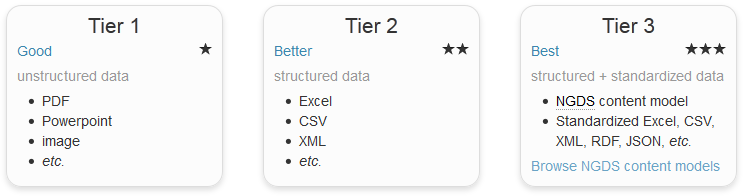 Tier 1
Good ★
unstructured data
• PDF
• Powerpoint
• image
• etc.
Tier 2
Better ★★
structured data
• Excel
• CSV
• XML
• etc.
Tier 3
Best ★★★
structured + standardized data
• NGDS content model
• Standardized Excel, CSV,
XML, RDF, JSON, etc.
Browse NGDS content models